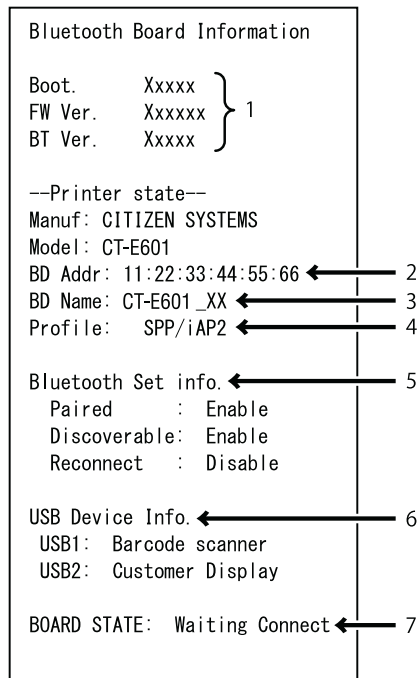 Bluetooth Board Information
Boot. Xxxxx
FW Ver. Xxxxxx 1
BT Ver. Xxxxx
--Printer state--
Manuf: CITIZEN SYSTEMS
Model: CT-E601
BD Addr: 11:22:33:44:55:66 2
BD Name: CT-E601_XX 3
Profile: SPP/iAP2 4
Bluetooth Set info. 5
Paired : Enable
Discoverable: Enable
Reconnect : Disable
USB Device Info. 6
USB1: Barcode scanner
USB2: Customer Display
BOARD STATE: Waiting Connect 7